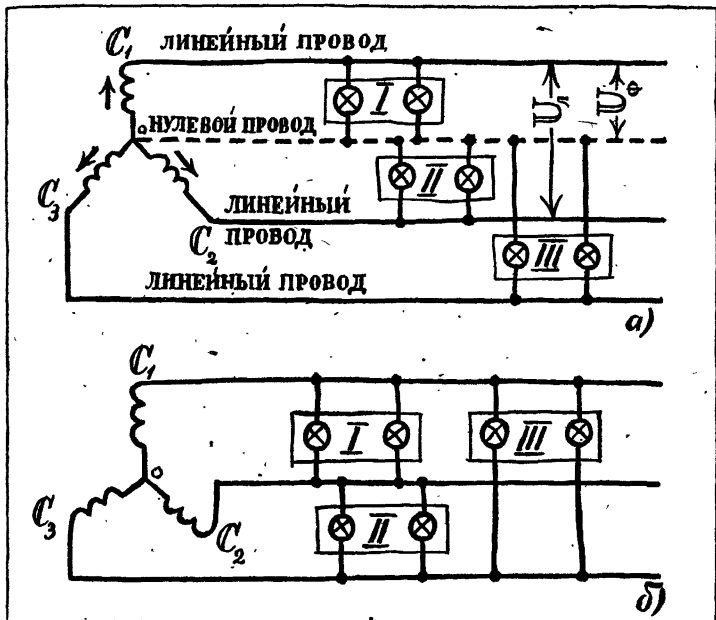 C₁ ЛИНЕЙНЫЙ ПРОВОД
I
Uл
Uф
о НУЛЕВОЙ ПРОВОД
II
C₃
ЛИНЕЙНЫЙ
C₂ ПРОВОД
III
ЛИНЕЙНЫЙ ПРОВОД
а)
C₁
I
III
о
C₃
C₂
II
б)